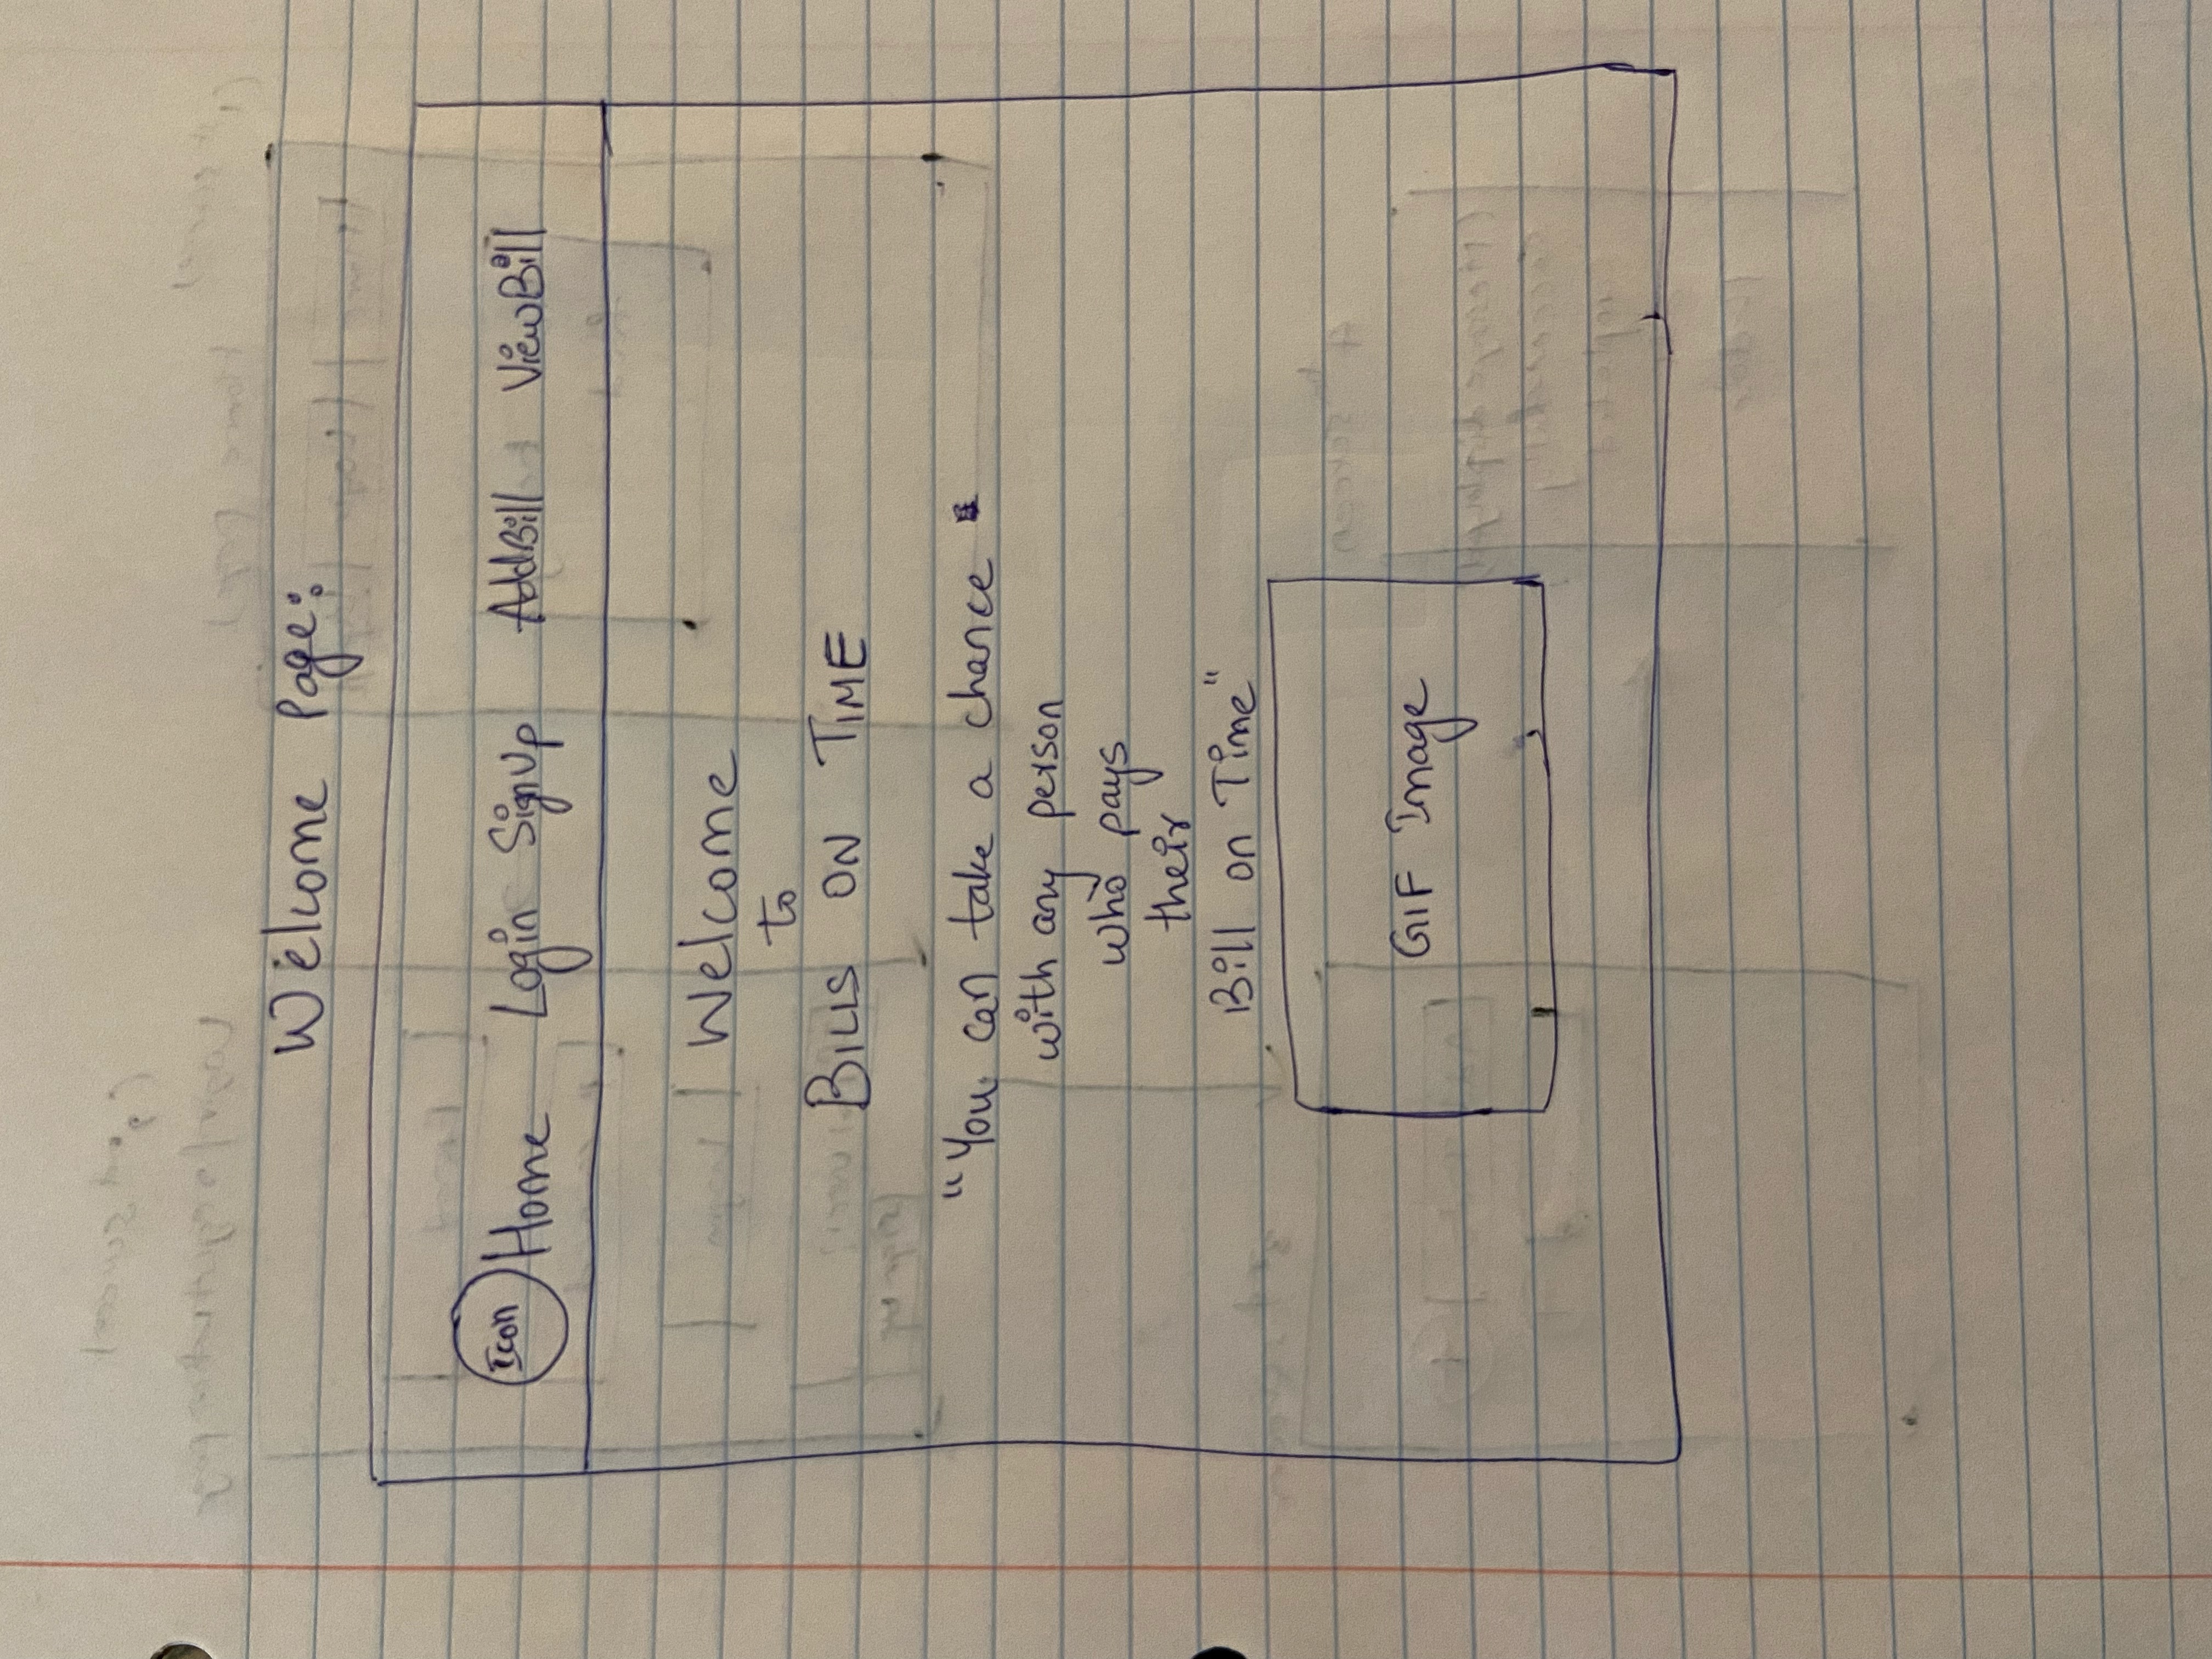 Welcome Page:
Icon Home Login SignUp AddBill ViewBill
Welcome
to
BILLS ON TIME
"You can take a chance
with any person
who pays
their
Bill on Time"
GIF Image